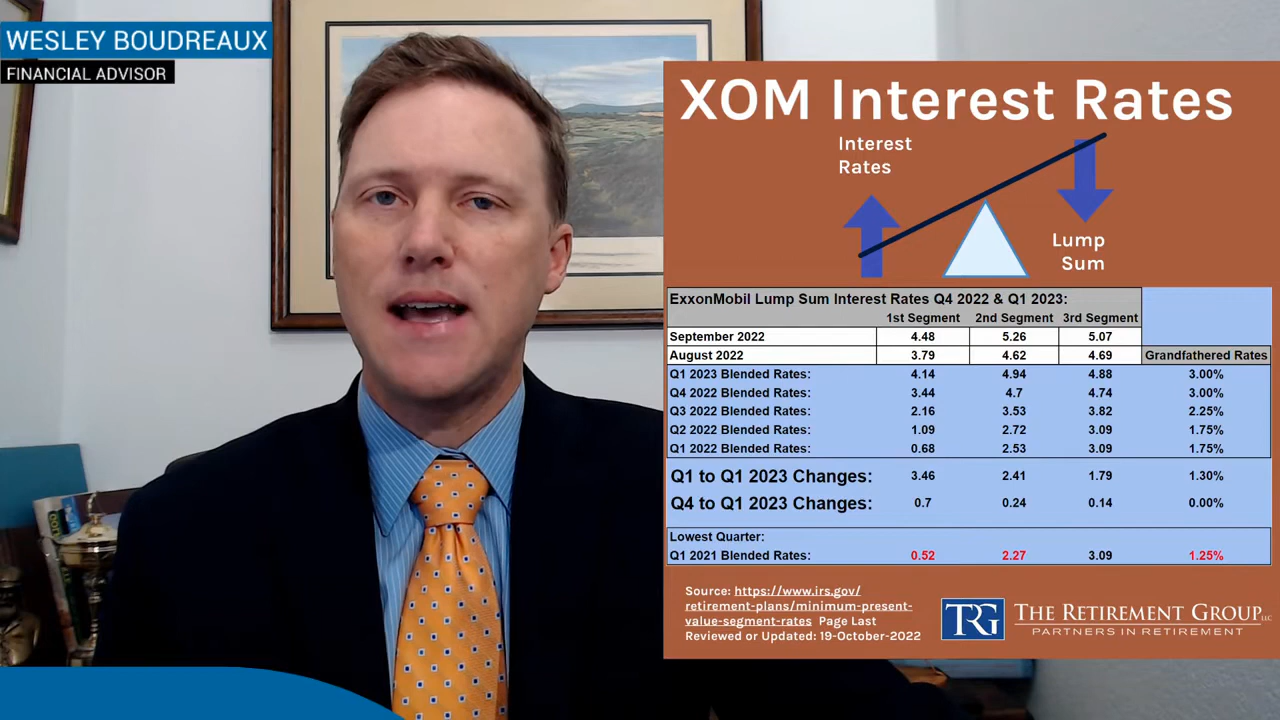 WESLEY BOUDREAUX
FINANCIAL ADVISOR
XOM Interest Rates
Interest
Rates
Lump
Sum
ExxonMobil Lump Sum Interest Rates Q4 2022 & Q1 2023:
1st Segment 2nd Segment 3rd Segment
September 2022 4.48 5.26 5.07
August 2022 3.79 4.62 4.69 Grandfathered Rates
Q1 2023 Blended Rates: 4.14 4.94 4.88 3.00%
Q4 2022 Blended Rates: 3.44 4.7 4.74 3.00%
Q3 2022 Blended Rates: 2.16 3.53 3.82 2.25%
Q2 2022 Blended Rates: 1.09 2.72 3.09 1.75%
Q1 2022 Blended Rates: 0.68 2.53 3.09 1.75%
Q1 to Q1 2023 Changes: 3.46 2.41 1.79 1.30%
Q4 to Q1 2023 Changes: 0.7 0.24 0.14 0.00%
Lowest Quarter:
Q1 2021 Blended Rates: 0.52 2.27 3.09 1.25%
Source: https://www.irs.gov/
retirement-plans/minimum-present-
value-segment-rates Page Last
Reviewed or Updated: 19-October-2022
TRG
THE RETIREMENT GROUP LLC
PARTNERS IN RETIREMENT